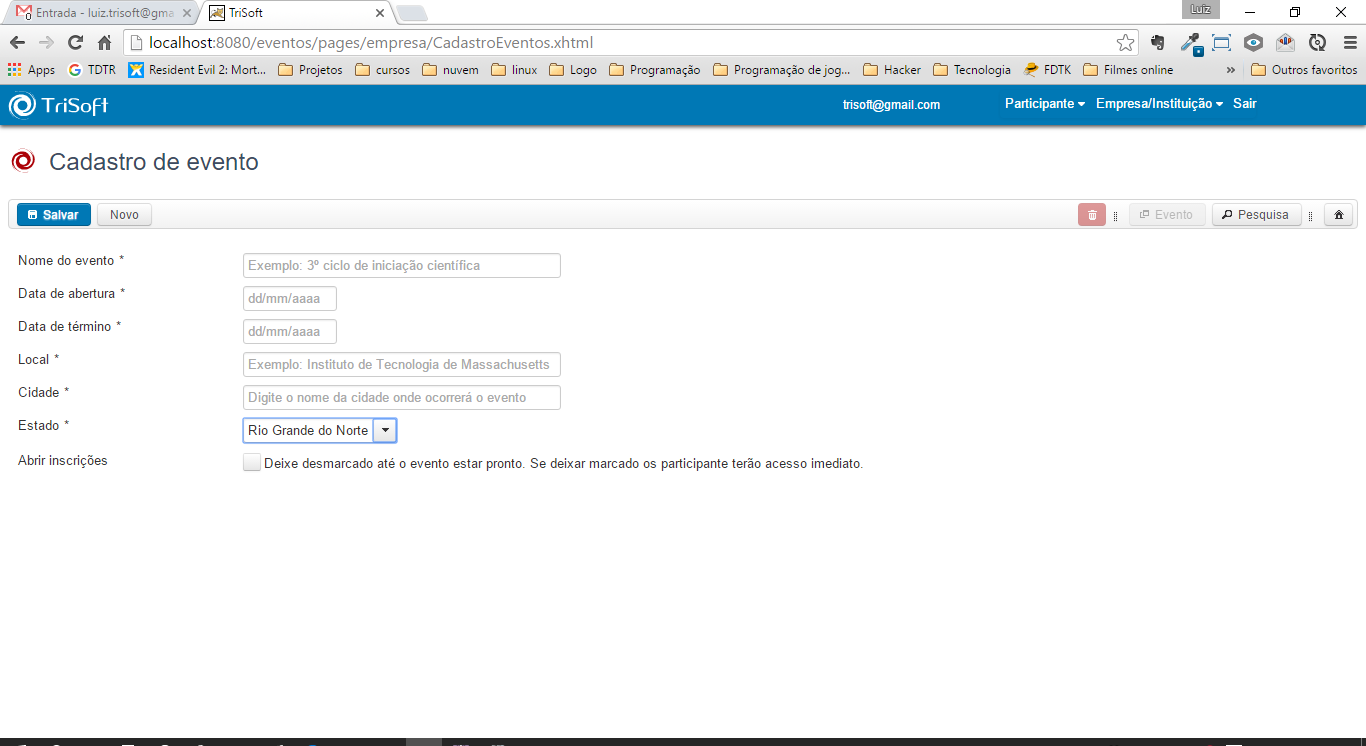 Entrada - luiz.trisoft@gma
TriSoft
Luiz
localhost:8080/eventos/pages/empresa/CadastroEventos.xhtml
Apps TDTR Resident Evil 2: Mort... Projetos cursos nuvem linux Logo Programação Programação de jog... Hacker Tecnologia FDTK Filmes online » Outros favoritos
TriSoft trisoft@gmail.com Participante Empresa/Instituição Sair
Cadastro de evento
Salvar Novo Evento Pesquisa
Nome do evento * Exemplo: 3º ciclo de iniciação científica
Data de abertura * dd/mm/aaaa
Data de término * dd/mm/aaaa
Local * Exemplo: Instituto de Tecnologia de Massachusetts
Cidade * Digite o nome da cidade onde ocorrerá o evento
Estado * Rio Grande do Norte
Abrir inscrições Deixe desmarcado até o evento estar pronto. Se deixar marcado os participante terão acesso imediato.